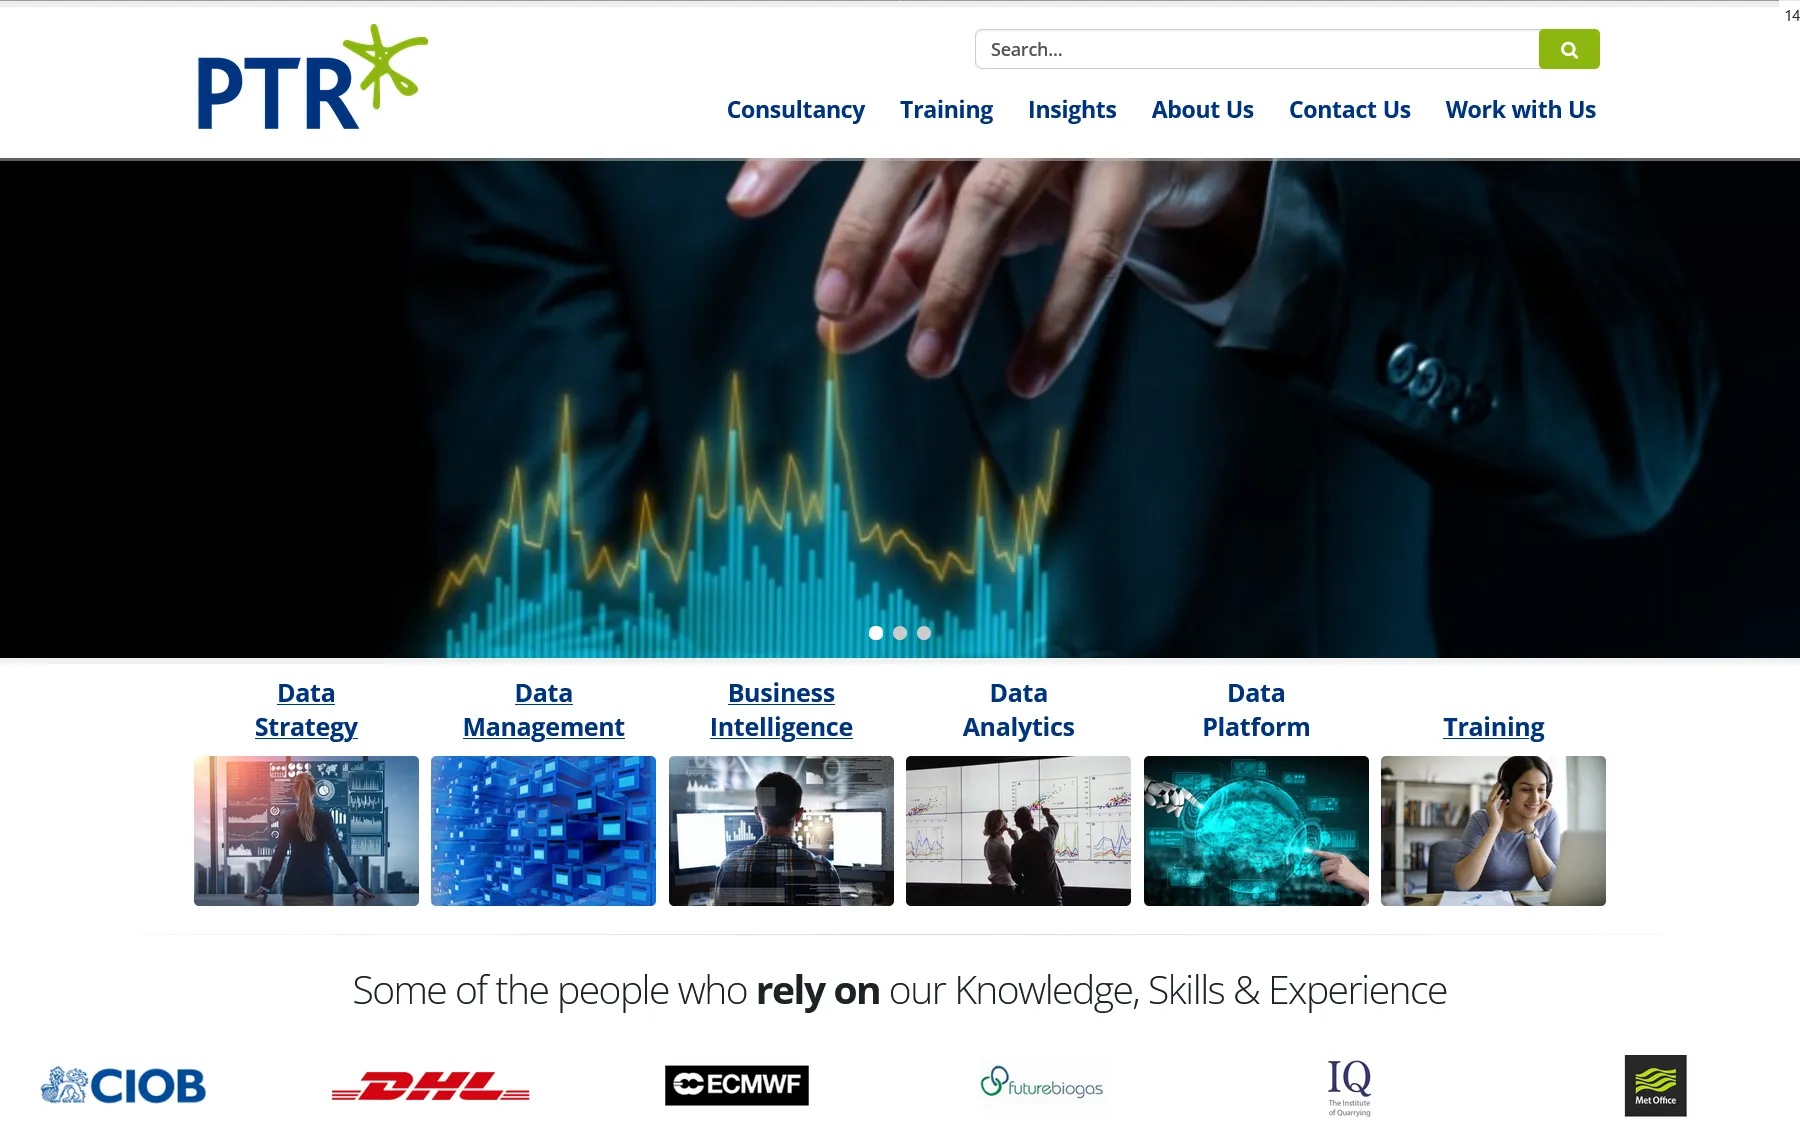 14
PTR
Search...
Consultancy Training Insights About Us Contact Us Work with Us
Data Strategy
Data Management
Business Intelligence
Data Analytics
Data Platform
Training
Some of the people who rely on our Knowledge, Skills & Experience
CIOB
DHL
ECMWF
futurebiogas
IQ
The Institute
of Quarrying
Met Office